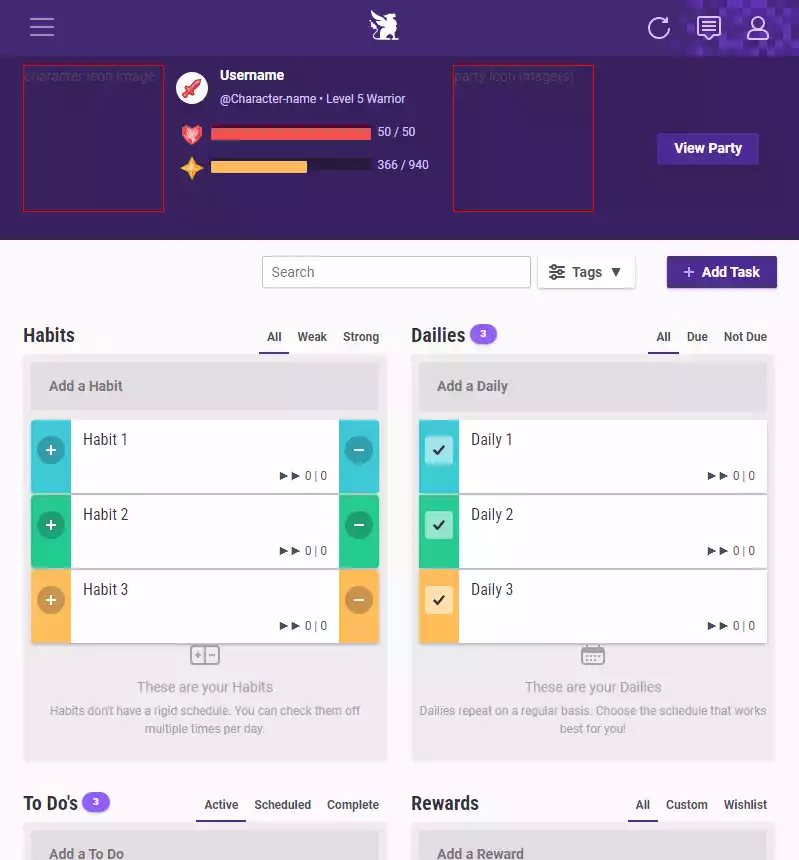 character icon image
Username
@Character-name • Level 5 Warrior
50 / 50
366 / 940
party icon image(s)
View Party
Search
Tags ▼
+ Add Task
Habits
All Weak Strong
Add a Habit
Habit 1
▶▶ 0 | 0
Habit 2
▶▶ 0 | 0
Habit 3
▶▶ 0 | 0
These are your Habits
Habits don't have a rigid schedule. You can check them off
multiple times per day.
Dailies 3
All Due Not Due
Add a Daily
Daily 1
▶▶ 0 | 0
Daily 2
▶▶ 0 | 0
Daily 3
▶▶ 0 | 0
These are your Dailies
Dailies repeat on a regular basis. Choose the schedule that works
best for you!
To Do's 3
Active Scheduled Complete
Add a To Do
Rewards
All Custom Wishlist
Add a Reward